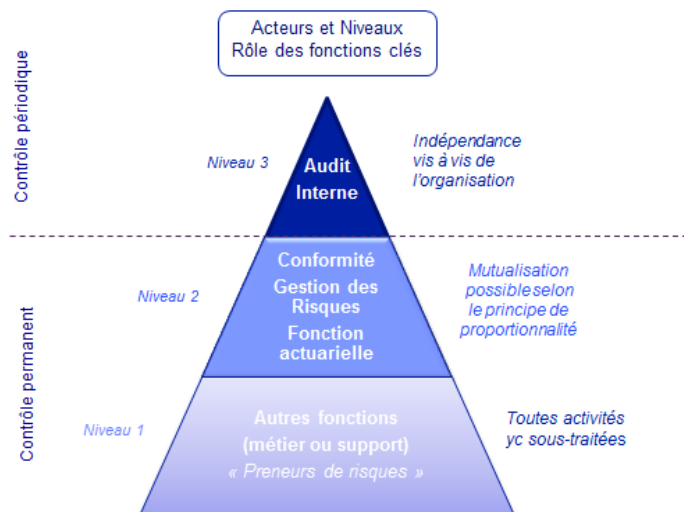 Acteurs et Niveaux
Rôle des fonctions clés
Contrôle périodique
Niveau 3
Audit
Interne
Indépendance
vis à vis de
l'organisation
Contrôle permanent
Niveau 2
Conformité
Gestion des
Risques
Fonction
actuarielle
Mutualisation
possible selon
le principe de
proportionnalité
Niveau 1
Autres fonctions
(métier ou support)
« Preneurs de risques »
Toutes activités
yc sous-traitées